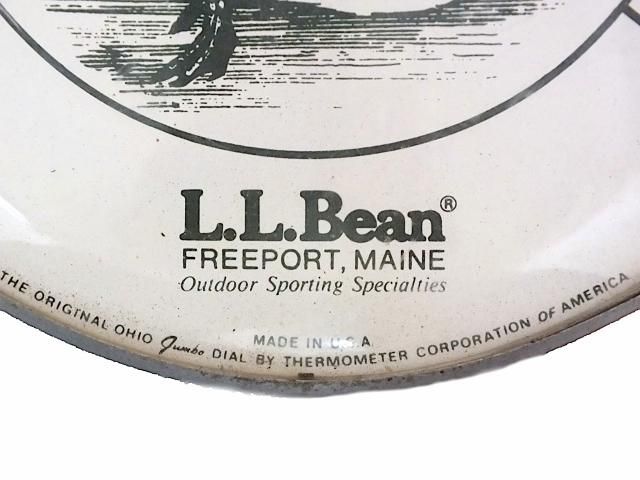 L.L.Bean®
FREEPORT, MAINE
Outdoor Sporting Specialties
MADE IN U.S.A.
THE ORIGINAL OHIO Jumbo DIAL BY THERMOMETER CORPORATION OF AMERICA